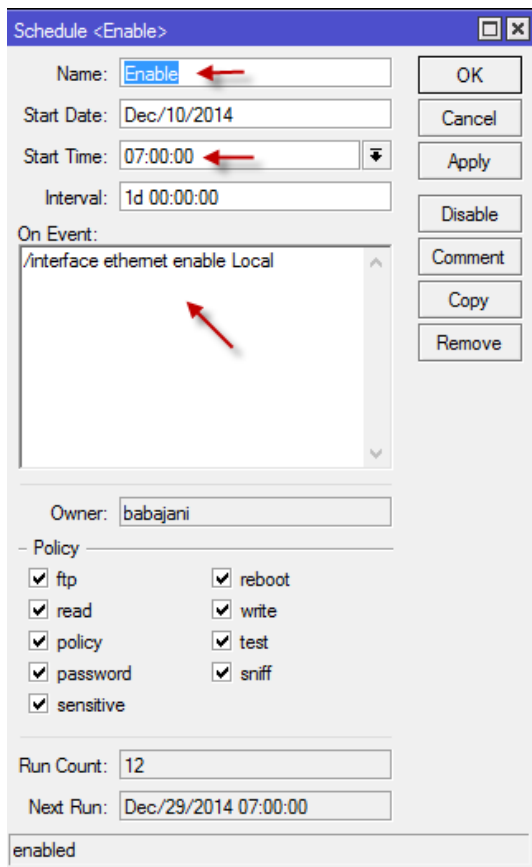 Schedule <Enable>
Name: Enable
OK
Start Date: Dec/10/2014
Cancel
Start Time: 07:00:00
Apply
Interval: 1d 00:00:00
Disable
On Event:
/interface ethernet enable Local
Comment
Copy
Remove
Owner: babajani
Policy
ftp reboot
read write
policy test
password sniff
sensitive
Run Count: 12
Next Run: Dec/29/2014 07:00:00
enabled